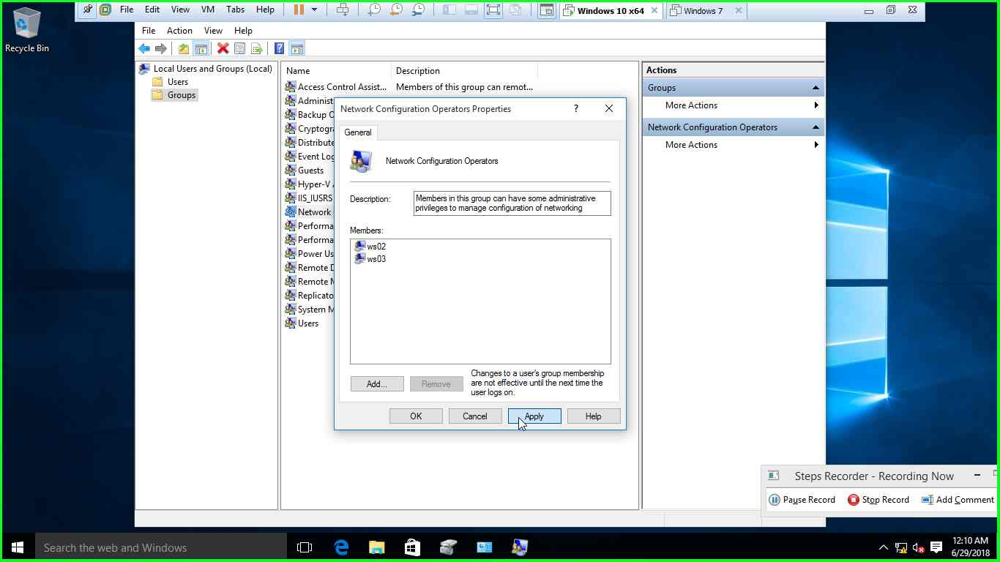 File Edit View VM Tabs Help Windows 10 x64 Windows 7
Recycle Bin
File Action View Help
Local Users and Groups (Local)
Users
Groups
Name Description
Access Control Assist... Members of this group can remot...
Administ
Backup O
Cryptogra
Distribute
Event Log
Guests
Hyper-V A
IIS_IUSRS
Network
Performa
Performa
Power Us
Remote D
Remote M
Replicato
System M
Users
Network Configuration Operators Properties ?
General
Network Configuration Operators
Description:
Members in this group can have some administrative
privileges to manage configuration of networking
Members:
ws02
ws03
Add... Remove
Changes to a user's group membership
are not effective until the next time the
user logs on.
OK Cancel Apply Help
Actions
Groups
More Actions
Network Configuration Operators
More Actions
Steps Recorder - Recording Now
Pause Record Stop Record Add Comment
Search the web and Windows
12:10 AM
6/29/2018